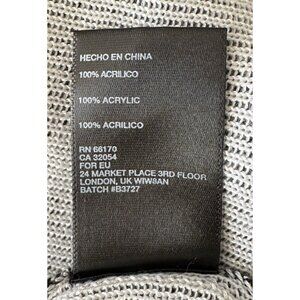 HECHO EN CHINA
100% ACRILICO
100% ACRYLIC
100% ACRILICO
RN 66170
CA 32054
FOR EU
24 MARKET PLACE 3RD FLOOR
LONDON, UK WIW8AN
BATCH #B3727